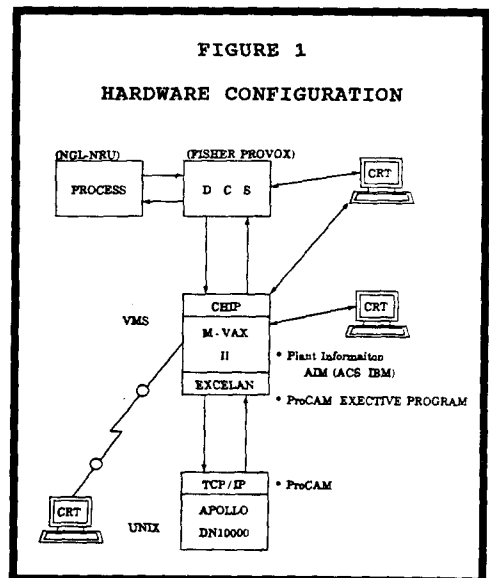 FIGURE 1
HARDWARE CONFIGURATION
(NGL-NRU)
(FISHER PROVOX)
PROCESS
D C S
CRT
CHIP
VMS
M-VAX
II
CRT
• Plant Informaiton
AIM (ACS IBM)
EXCELAN
• ProCAM EXECTIVE PROGRAM
TCP/IP
• ProCAM
CRT
UNIX
APOLLO
DN10000